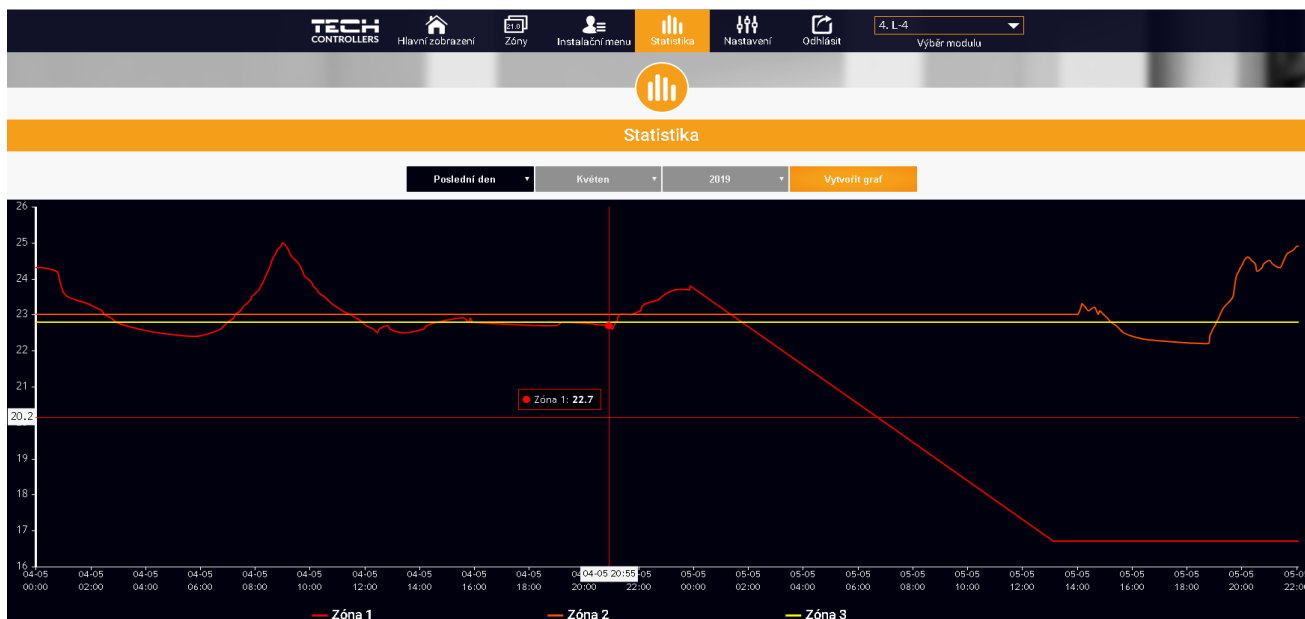 TECH
CONTROLLERS
Hlavní zobrazení
21.0
Zóny
Instalační menu
Statistika
Nastavení
Odhlásit
4. L-4
Výběr modulu
Statistika
Poslední den
Květen
2019
Vytvořit graf
26
25
24
23
22
21
20.2
19
18
17
16
Zóna 1: 22.7
04-05 04-05 04-05 04-05 04-05 04-05 04-05 04-05 04-05 04-05 04-05 20:55 -05 05-05 05-05 05-05 05-05 05-05 05-05 05-05 05-05 05-05 05-05 05-0
00:00 02:00 04:00 06:00 08:00 10:00 12:00 14:00 16:00 18:00 20:00 22:00 00:00 02:00 04:00 06:00 08:00 10:00 12:00 14:00 16:00 18:00 20:00 22:00
Zóna 1 Zóna 2 Zóna 3